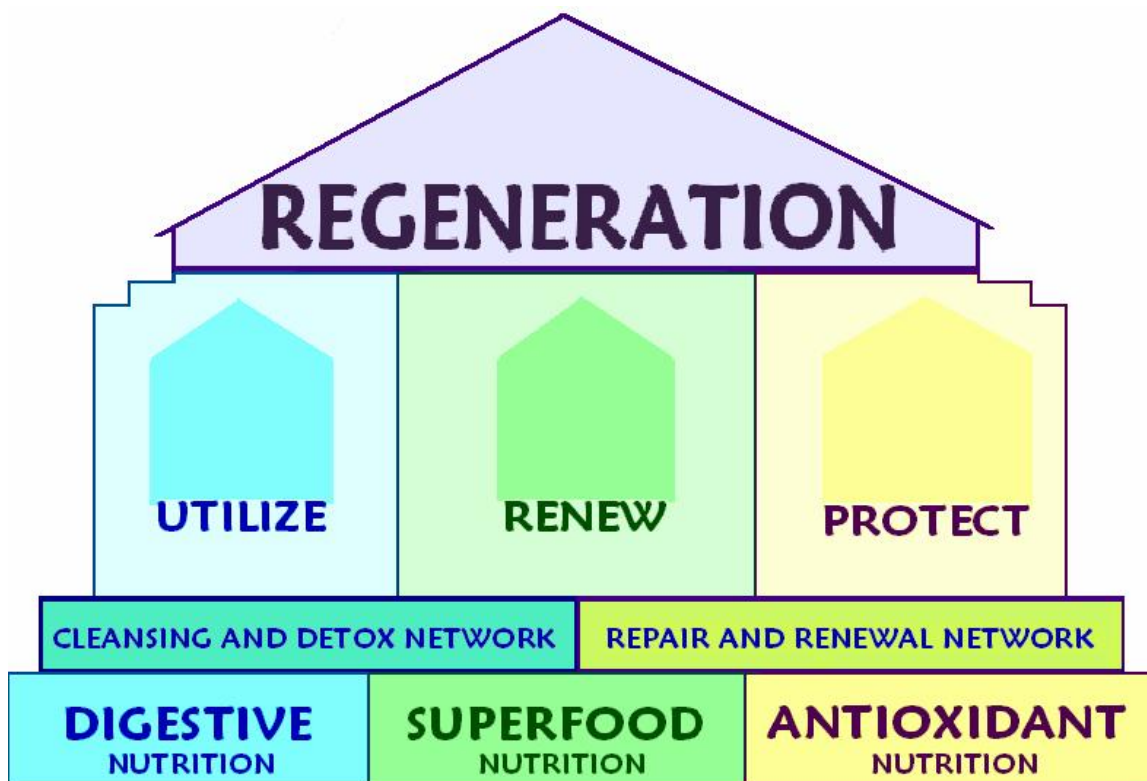 REGENERATION
UTILIZE
RENEW
PROTECT
CLEANSING AND DETOX NETWORK
REPAIR AND RENEWAL NETWORK
DIGESTIVE
NUTRITION
SUPERFOOD
NUTRITION
ANTIOXIDANT
NUTRITION